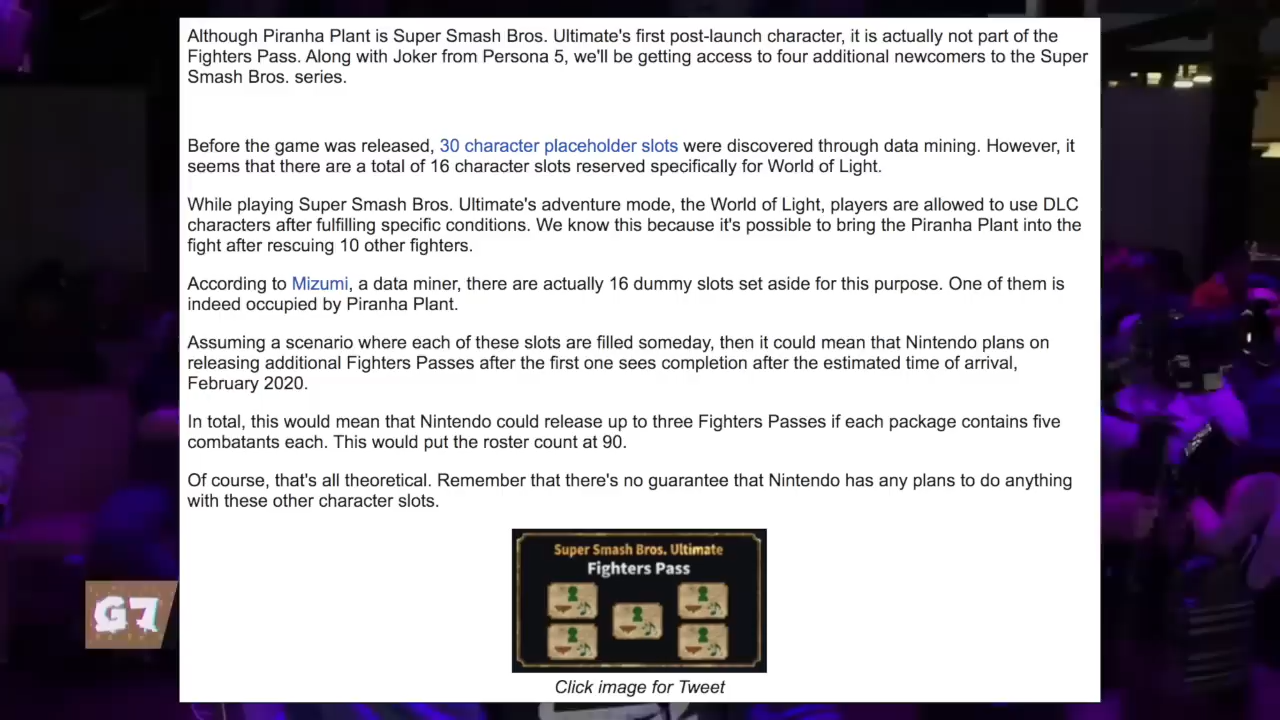 Although Piranha Plant is Super Smash Bros. Ultimate's first post-launch character, it is actually not part of the
Fighters Pass. Along with Joker from Persona 5, we'll be getting access to four additional newcomers to the Super
Smash Bros. series.
Before the game was released, 30 character placeholder slots were discovered through data mining. However, it
seems that there are a total of 16 character slots reserved specifically for World of Light.
While playing Super Smash Bros. Ultimate's adventure mode, the World of Light, players are allowed to use DLC
characters after fulfilling specific conditions. We know this because it's possible to bring the Piranha Plant into the
fight after rescuing 10 other fighters.
According to Mizumi, a data miner, there are actually 16 dummy slots set aside for this purpose. One of them is
indeed occupied by Piranha Plant.
Assuming a scenario where each of these slots are filled someday, then it could mean that Nintendo plans on
releasing additional Fighters Passes after the first one sees completion after the estimated time of arrival,
February 2020.
In total, this would mean that Nintendo could release up to three Fighters Passes if each package contains five
combatants each. This would put the roster count at 90.
Of course, that's all theoretical. Remember that there's no guarantee that Nintendo has any plans to do anything
with these other character slots.
Super Smash Bros. Ultimate
Fighters Pass
G7
Click image for Tweet